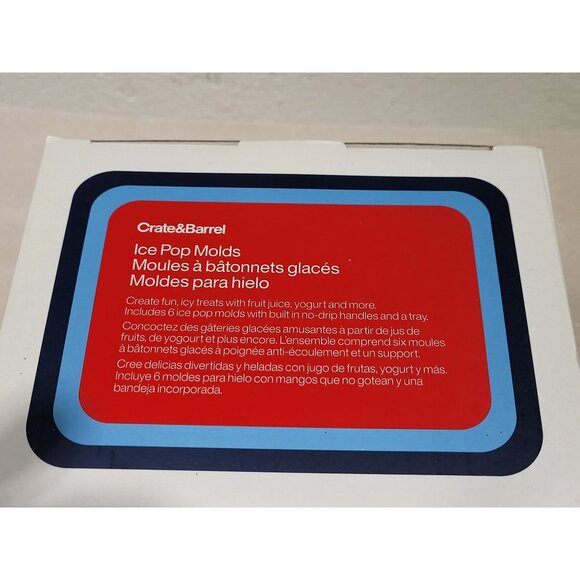 Crate&Barrel
Ice Pop Molds
Moules à bâtonnets glacés
Moldes para hielo
Create fun, icy treats with fruit juice, yogurt and more.
Includes 6 ice pop molds with built in no-drip handles and a tray.
Concoctez des gâteries glacées amusantes à partir de jus de
fruits, de yogourt et plus encore. L'ensemble comprend six moules
à bâtonnets glacés à poignée anti-écoulement et un support.
Cree delicias divertidas y heladas con jugo de frutas, yogurt y más.
Incluye 6 moldes para hielo con mangos que no gotean y una
bandeja incorporada.